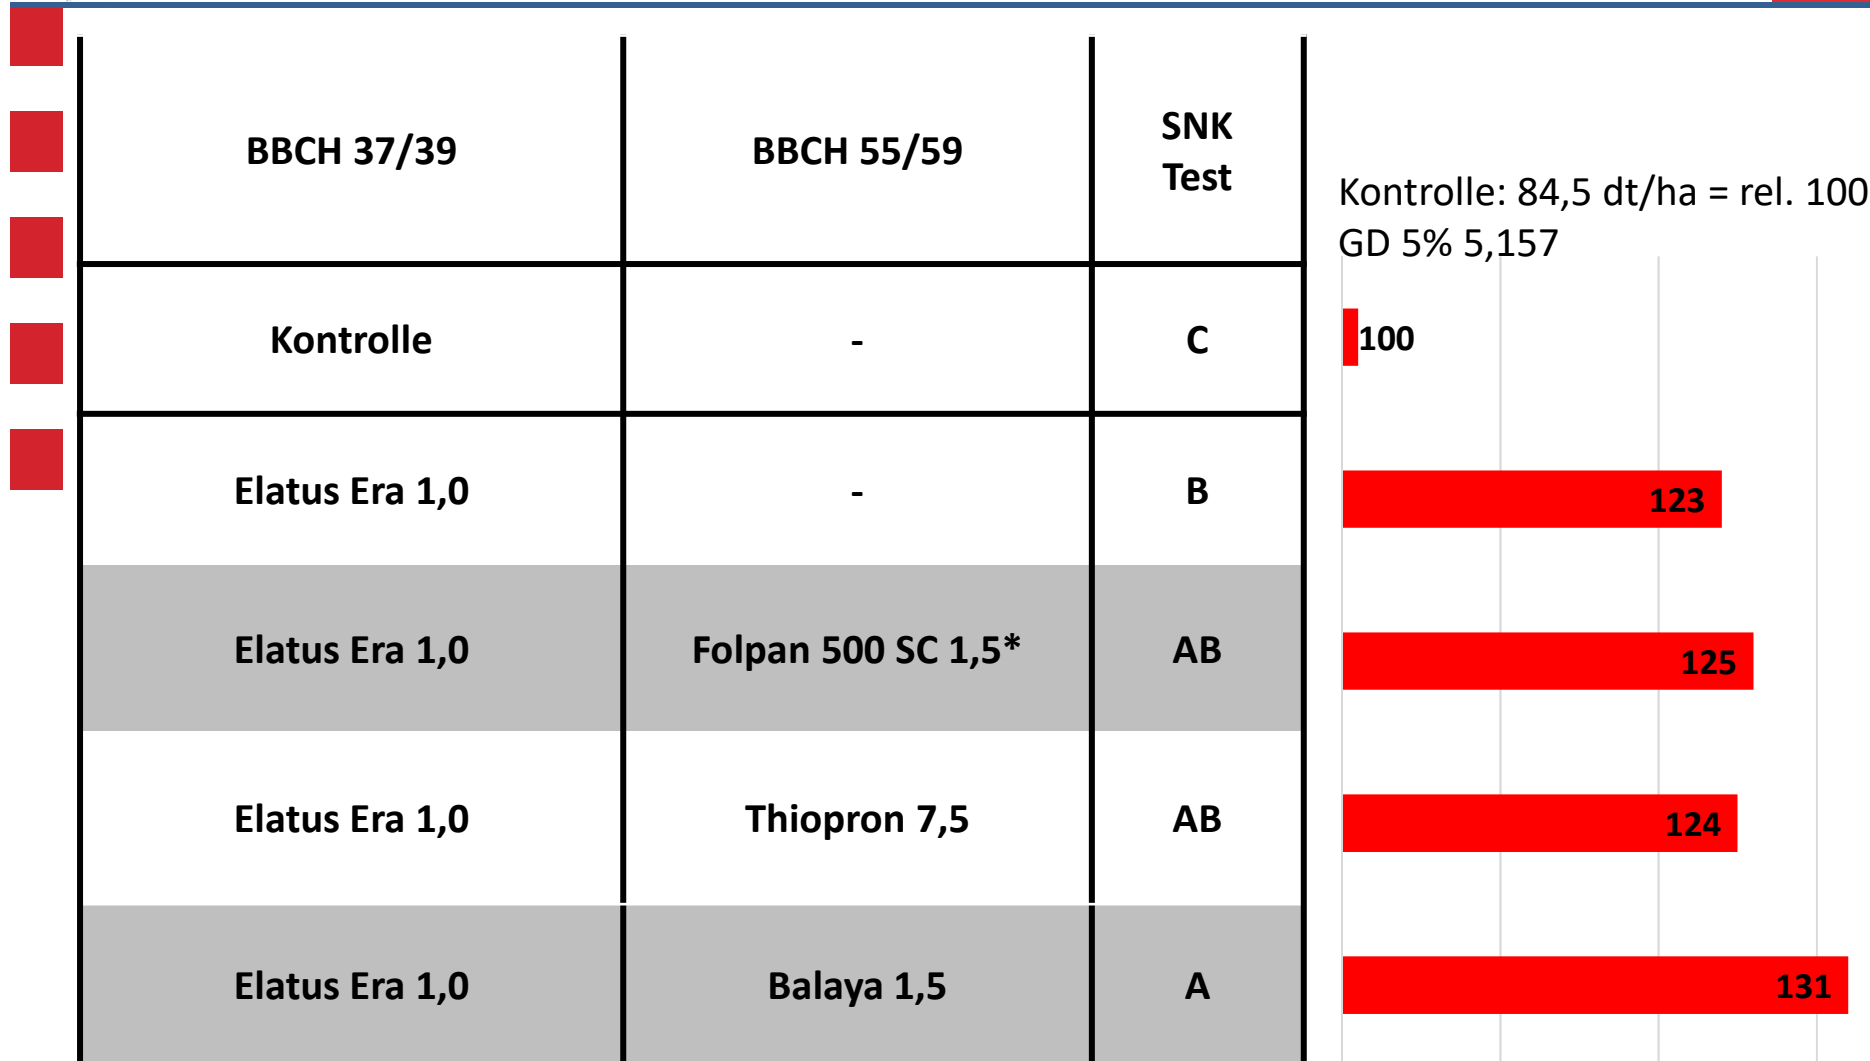 BBCH 37/39
BBCH 55/59
SNK
Test
Kontrolle: 84,5 dt/ha = rel. 100
GD 5% 5,157
Kontrolle
-
C
100
Elatus Era 1,0
-
B
123
Elatus Era 1,0
Folpan 500 SC 1,5*
AB
125
Elatus Era 1,0
Thiopron 7,5
AB
124
Elatus Era 1,0
Balaya 1,5
A
131